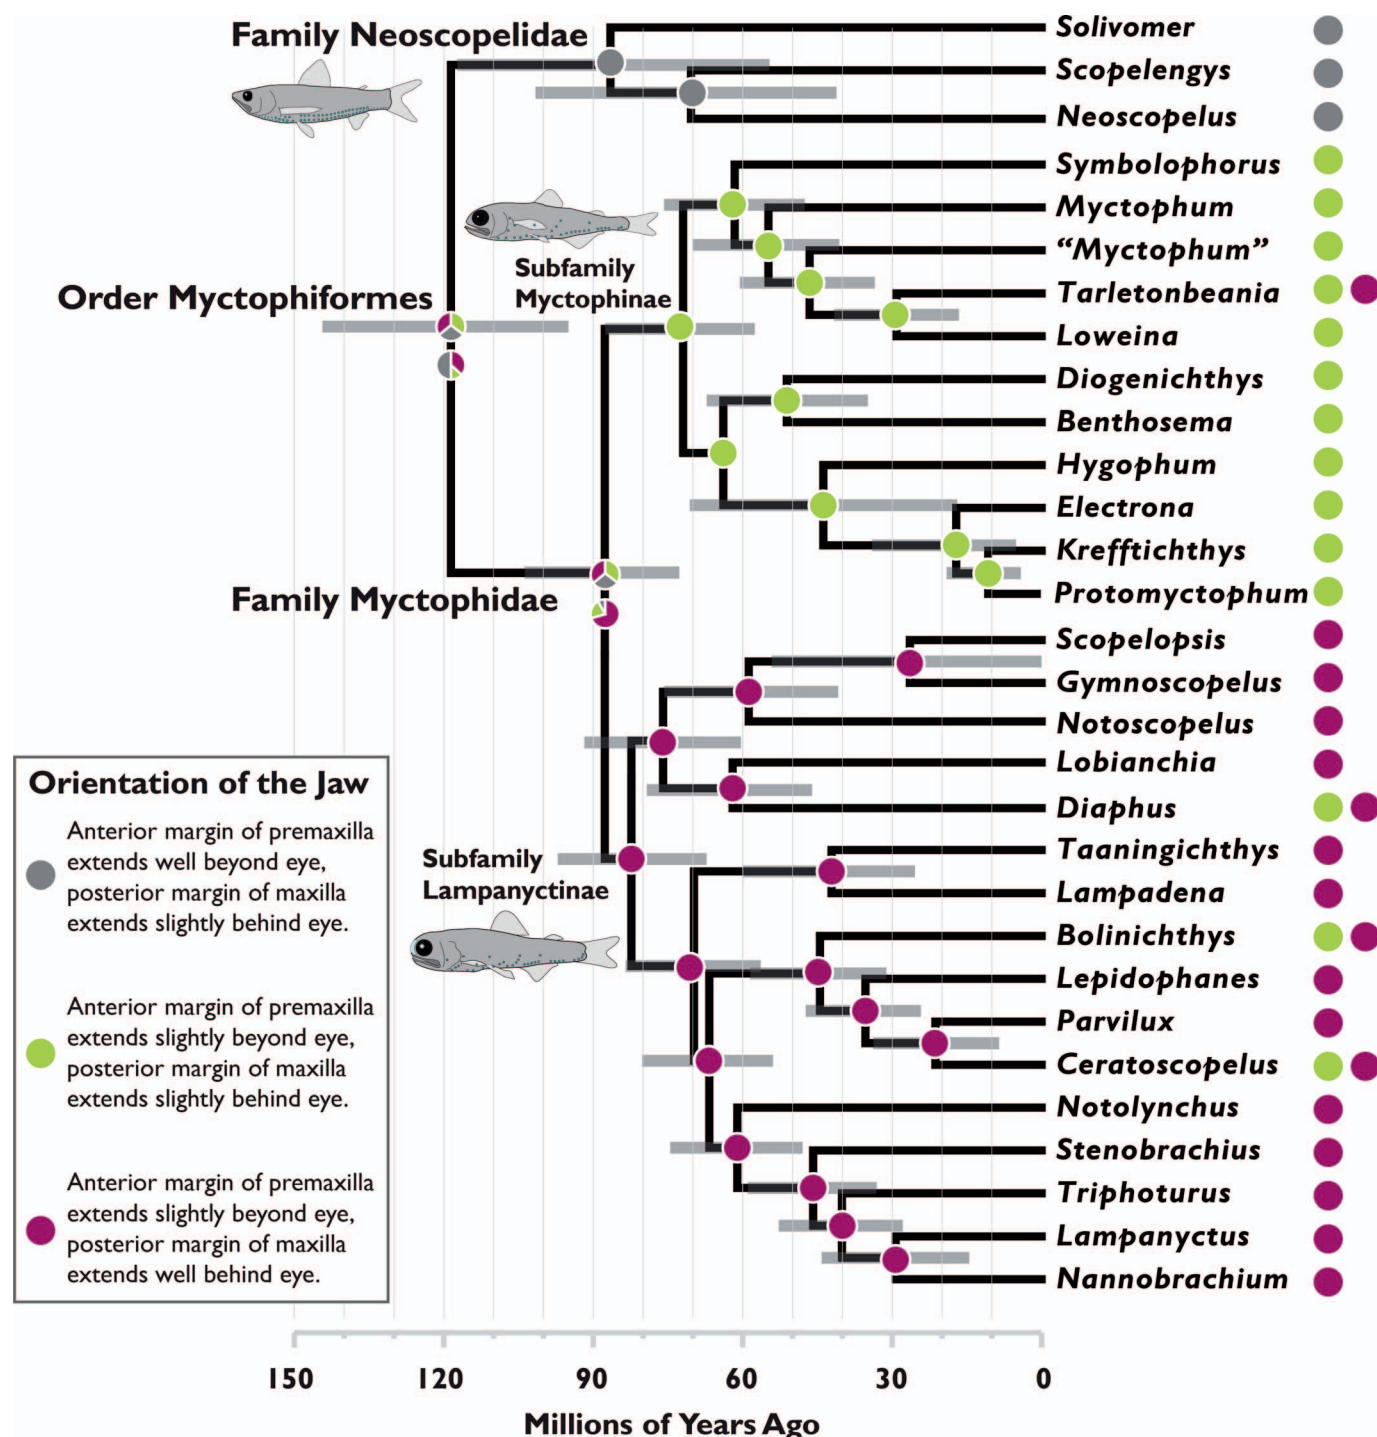 Family Neoscopelidae
Solivomer
Scopelengys
Neoscopelus
Symbolophorus
Myctophum
Subfamily
Myctophinae
“Myctophum”
Order Myctophiformes
Tarletonbeania
Loweina
Diogenichthys
Benthosema
Hygophum
Electrona
Krefftichthys
Family Myctophidae
Protomyctophum
Scopelopsis
Gymnoscopelus
Notoscopelus
Lobianchia
Diaphus
Subfamily
Lampanyctinae
Taaningichthys
Lampadena
Bolinichthys
Lepidophanes
Parvilux
Ceratoscopelus
Notolynchus
Stenobrachius
Triphoturus
Lampanyctus
Nannobrachium
Orientation of the Jaw
Anterior margin of premaxilla
extends well beyond eye,
posterior margin of maxilla
extends slightly behind eye.
Anterior margin of premaxilla
extends slightly beyond eye,
posterior margin of maxilla
extends slightly behind eye.
Anterior margin of premaxilla
extends slightly beyond eye,
posterior margin of maxilla
extends well behind eye.
150 120 90 60 30 0
Millions of Years Ago